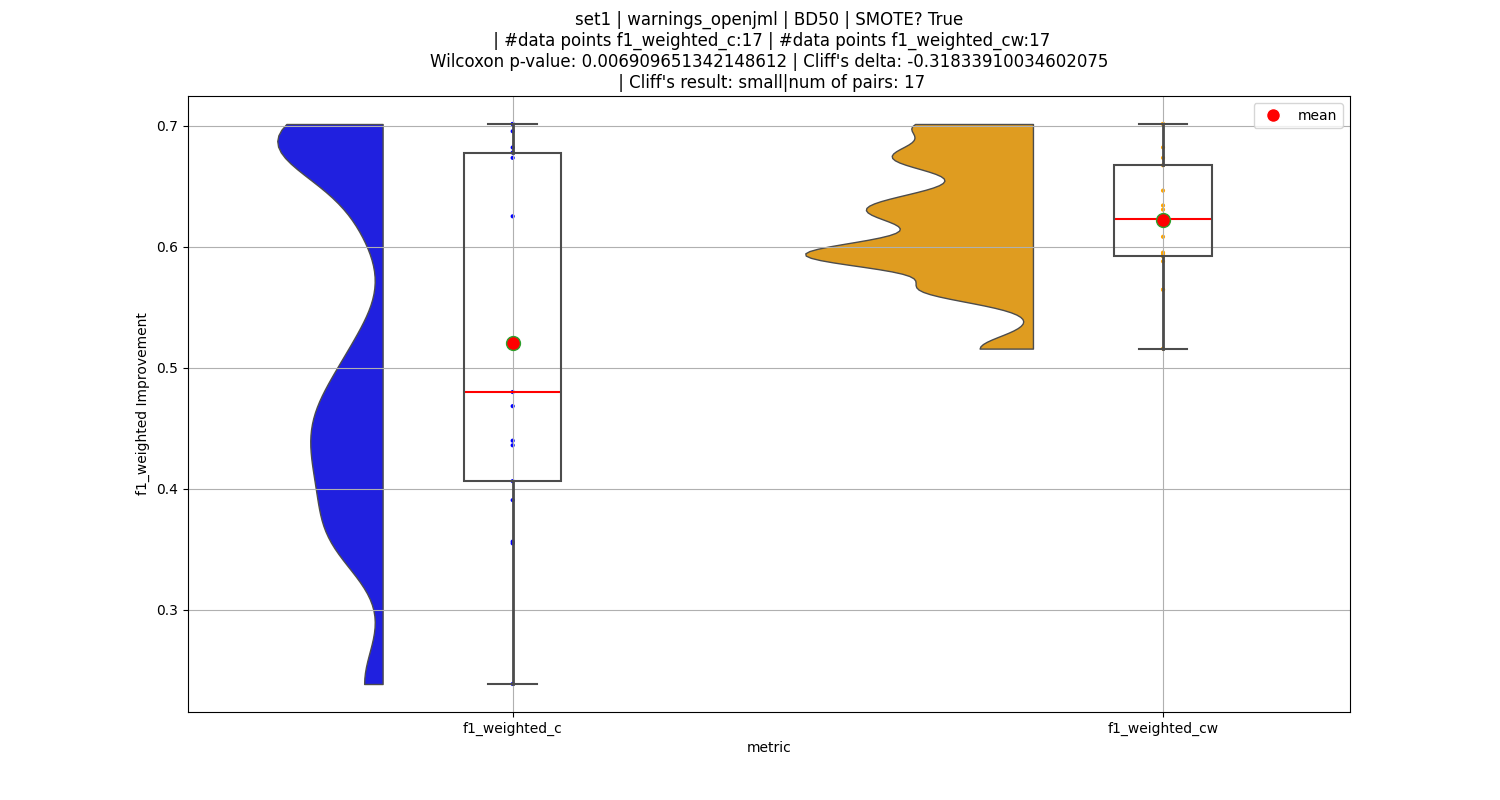 set1 | warnings_openjml | BD50 | SMOTE? True
| #data points f1_weighted_c:17 | #data points f1_weighted_cw:17
Wilcoxon p-value: 0.006909651342148612 | Cliff's delta: -0.31833910034602075
| Cliff's result: small|num of pairs: 17
mean
0.7
0.6
0.5
0.4
0.3
f1_weighted Improvement
f1_weighted_c
f1_weighted_cw
metric